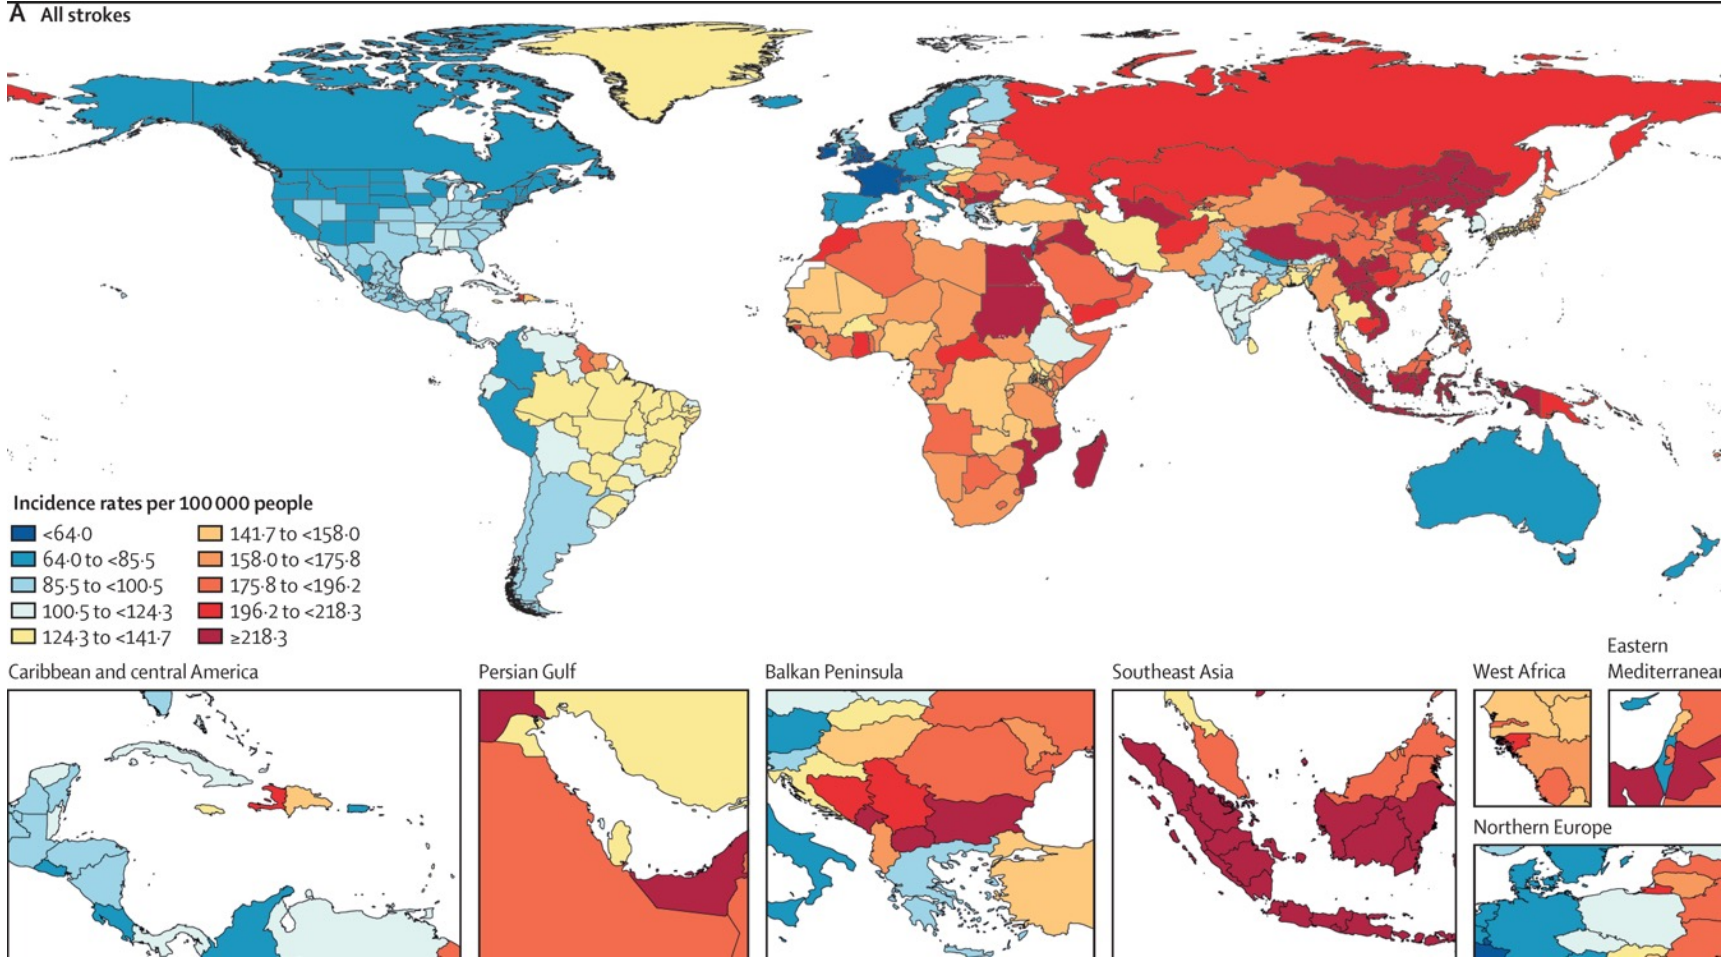 A All strokes
Incidence rates per 100 000 people
<64·0
64·0 to <85·5
85·5 to <100·5
100·5 to <124·3
124·3 to <141·7
141·7 to <158·0
158·0 to <175·8
175·8 to <196·2
196·2 to <218·3
≥218·3
Caribbean and central America
Persian Gulf
Balkan Peninsula
Southeast Asia
West Africa
Eastern
Mediterranean
Northern Europe